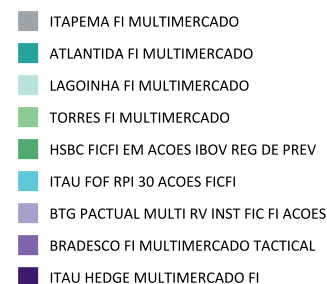 ITAPEMA FI MULTIMERCADO
ATLANTIDA FI MULTIMERCADO
LAGOINHA FI MULTIMERCADO
TORRES FI MULTIMERCADO
HSBC FICFI EM ACOES IBOV REG DE PREV
ITAU FOF RPI 30 ACOES FICFI
BTG PACTUAL MULTI RV INST FIC FI ACOES
BRADESCO FI MULTIMERCADO TACTICAL
ITAU HEDGE MULTIMERCADO FI